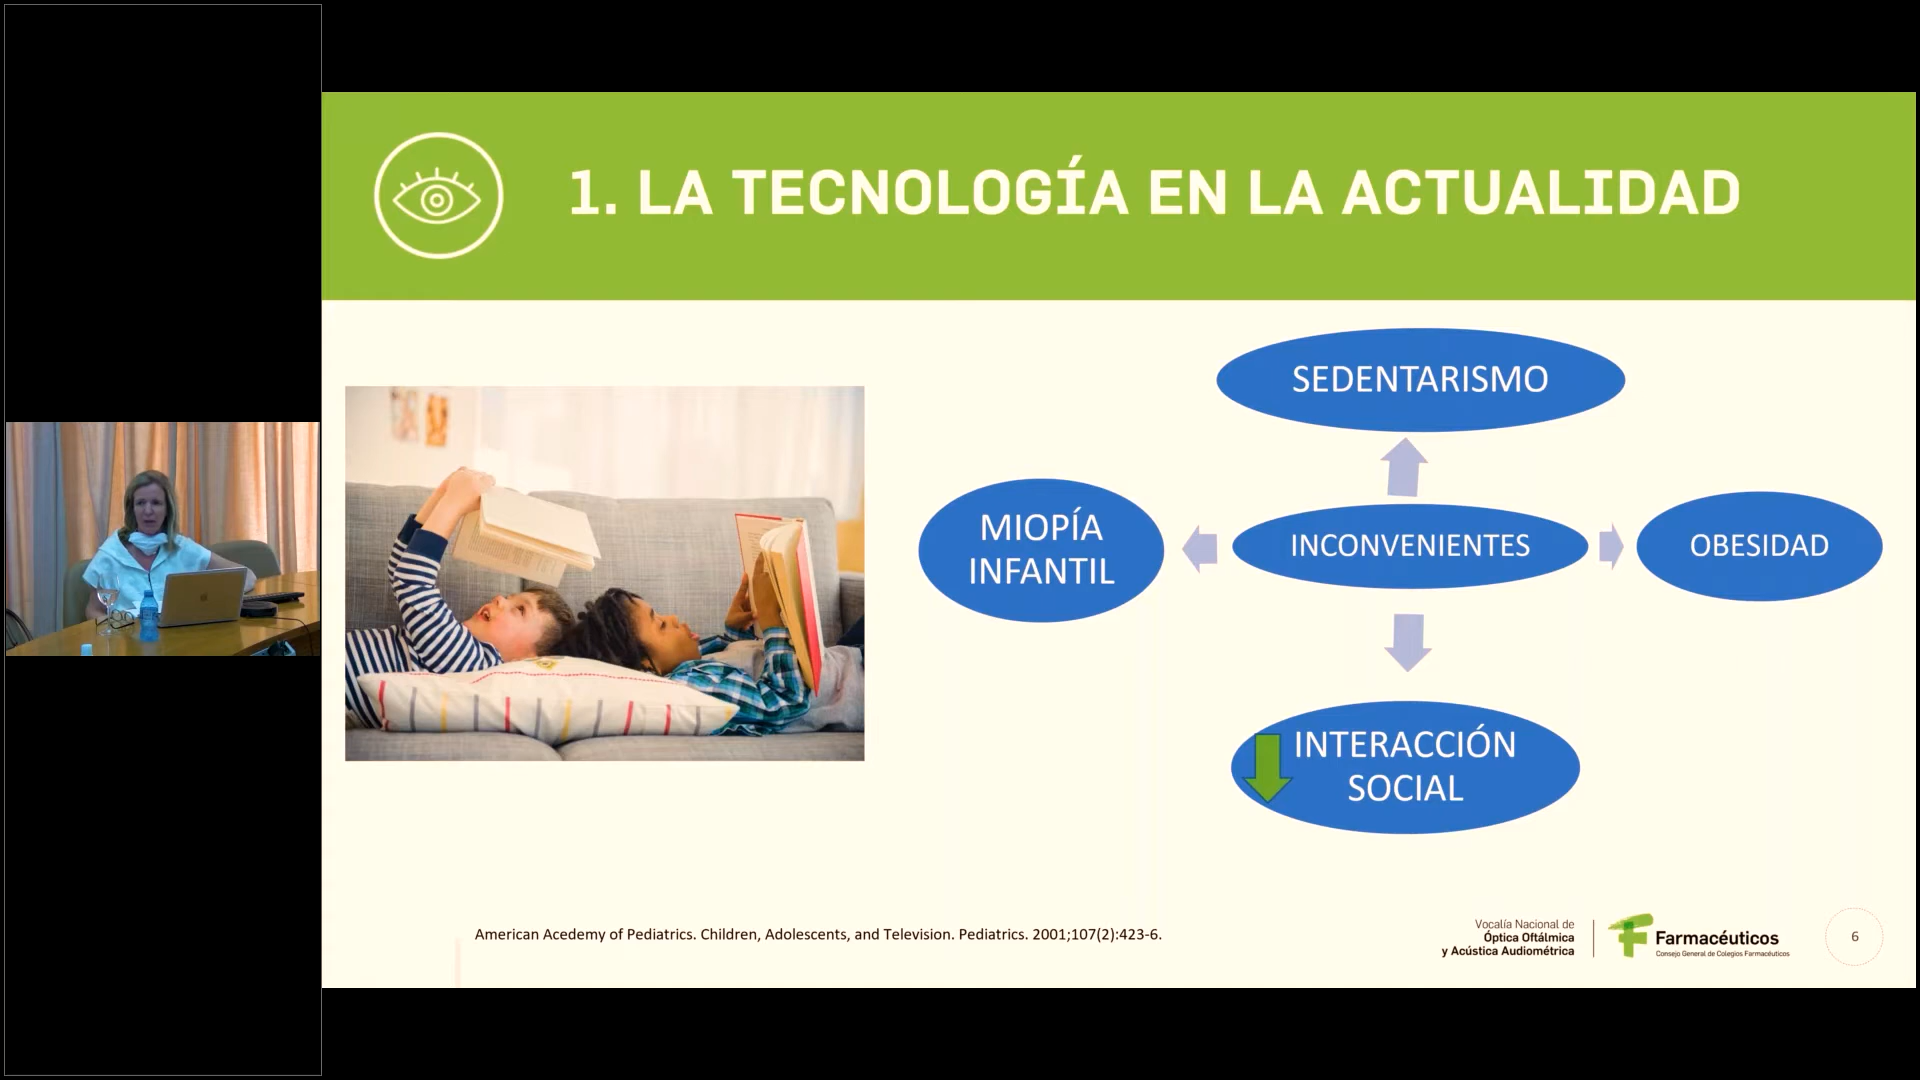 1. LA TECNOLOGÍA EN LA ACTUALIDAD
SEDENTARISMO
MIOPÍA
INFANTIL
INCONVENIENTES
OBESIDAD
INTERACCIÓN
SOCIAL
American Acedemy of Pediatrics. Children, Adolescents, and Television. Pediatrics. 2001;107(2):423-6.
Vocalía Nacional de
Óptica Oftálmica
y Acústica Audiométrica
Farmacéuticos
Consejo General de Colegios Farmacéuticos
6